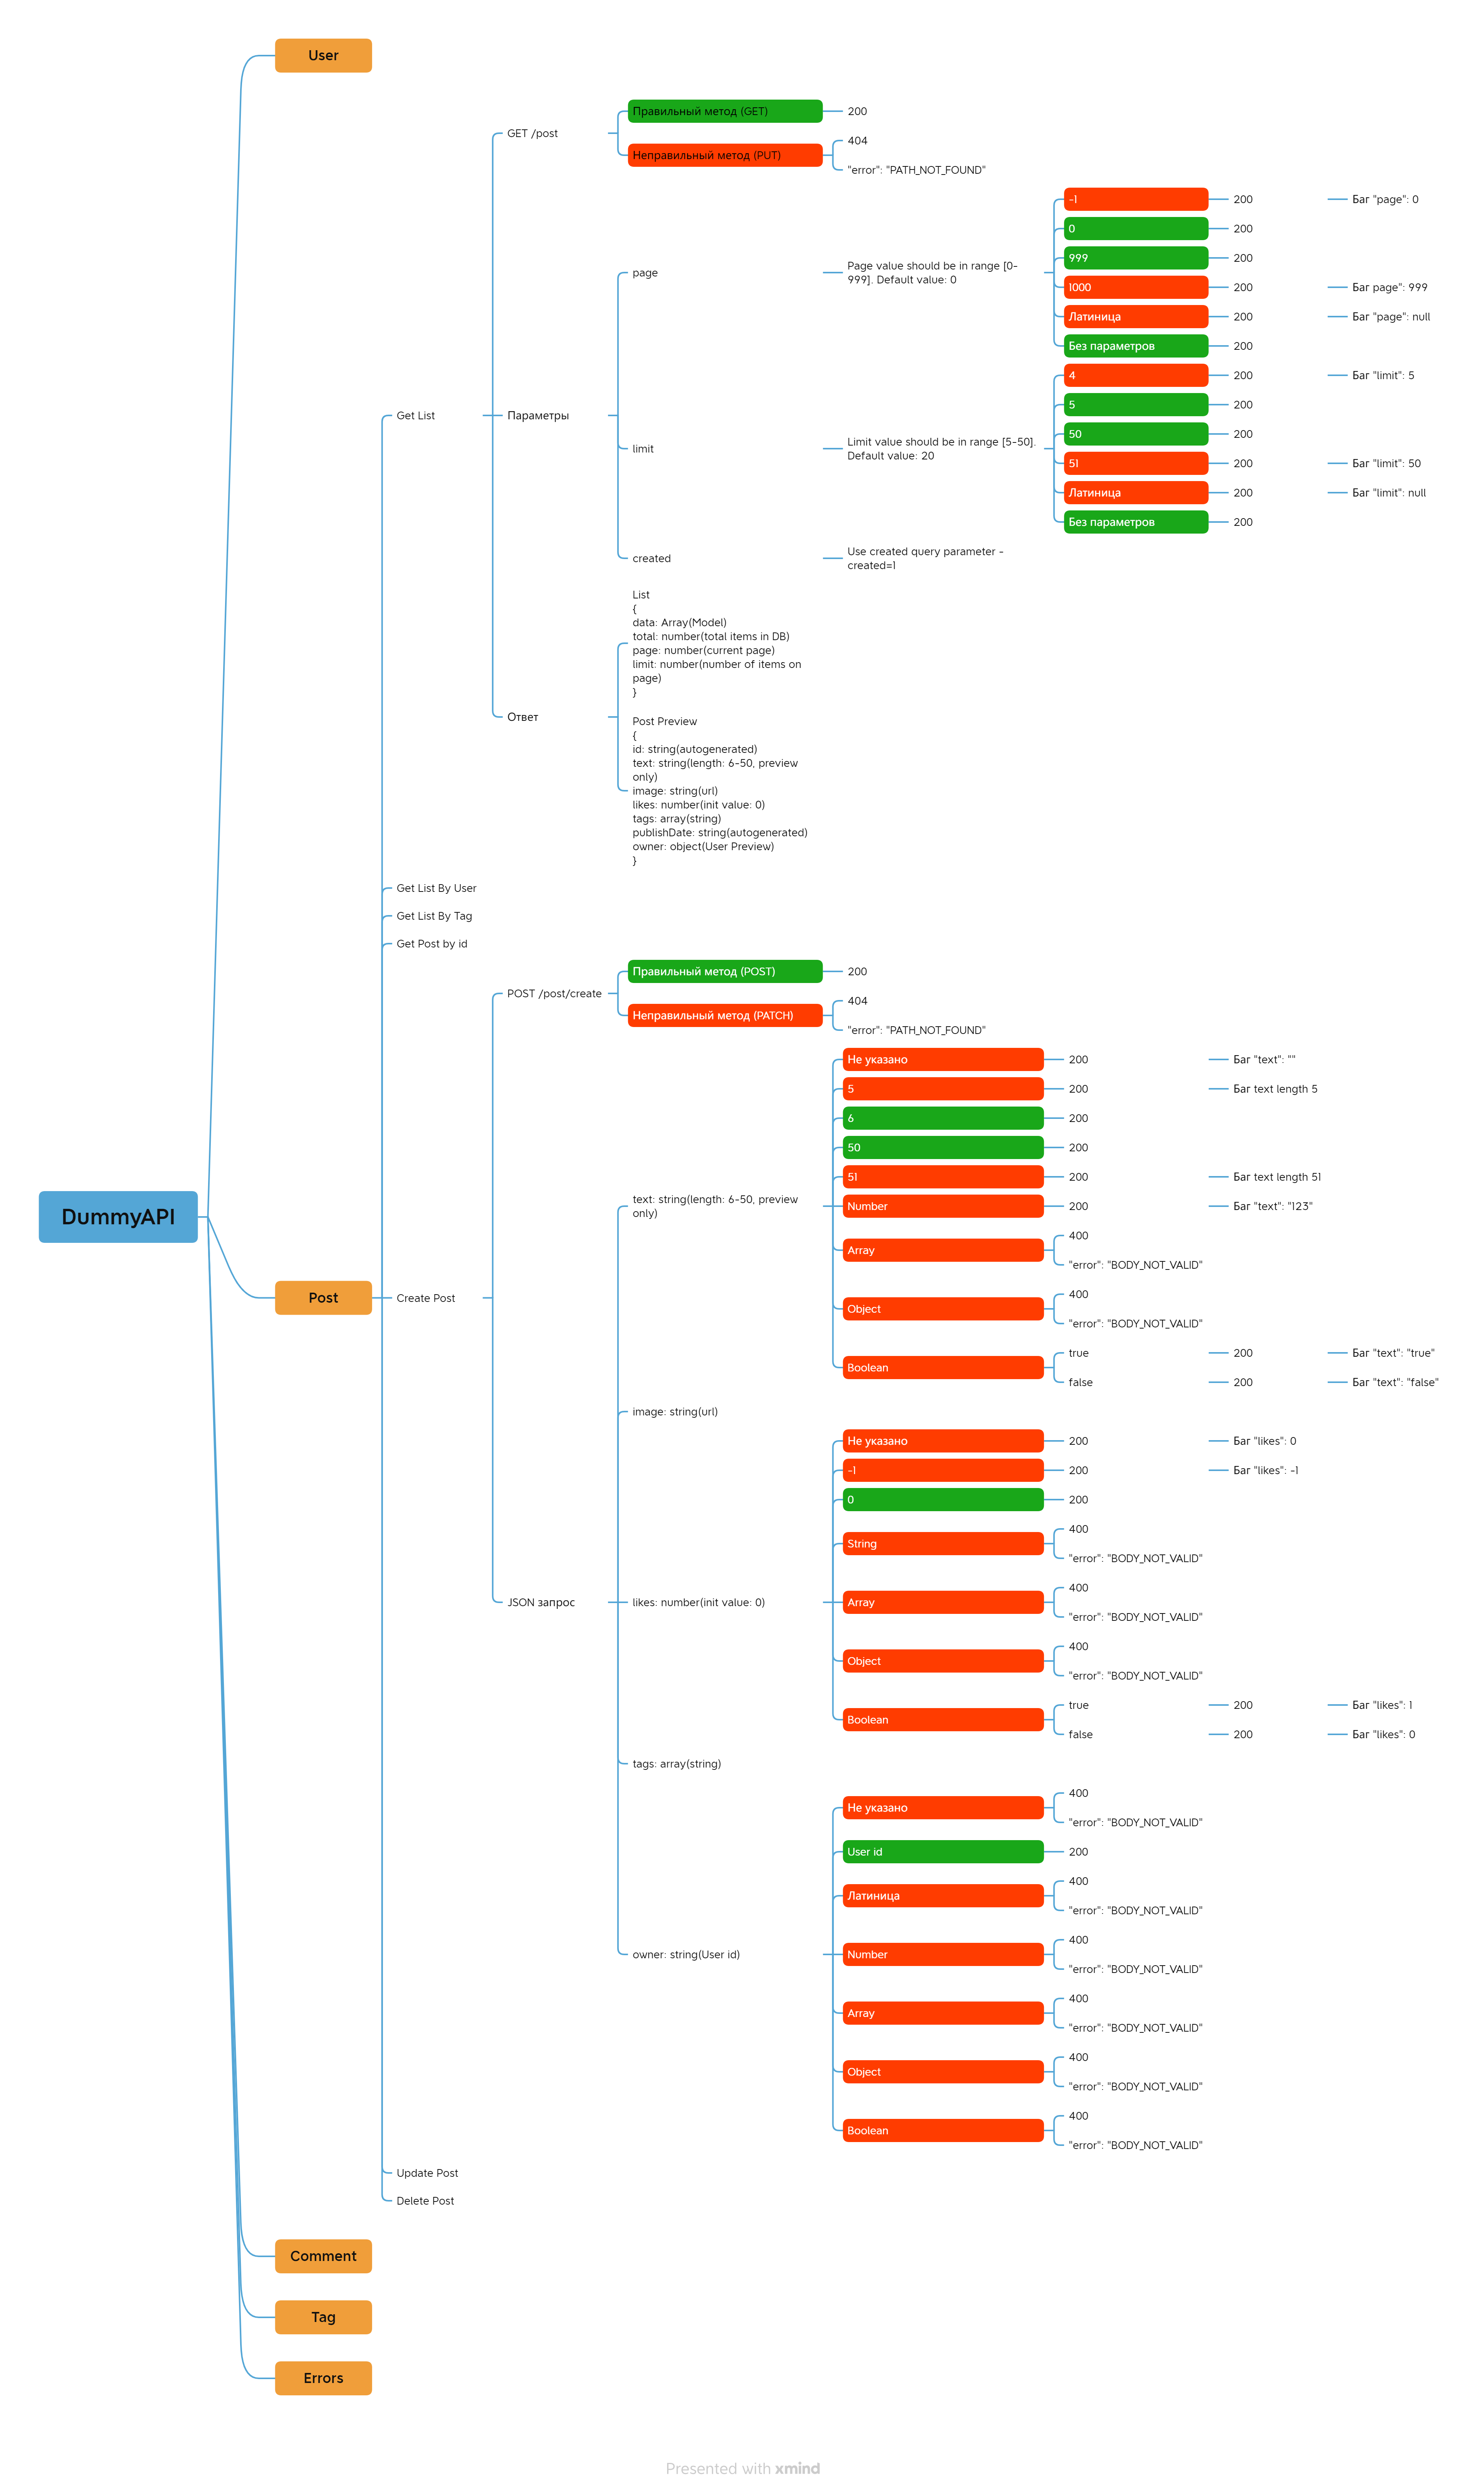 User
GET /post
Правильный метод (GET)
200
Неправильный метод (PUT)
404
"error": "PATH_NOT_FOUND"
Get List
Параметры
page
Page value should be in range [0-
999]. Default value: 0
-1
200
Баг "page": 0
0
200
999
200
1000
200
Баг page": 999
Латиница
200
Баг "page": null
Без параметров
200
limit
Limit value should be in range [5-50].
Default value: 20
4
200
Баг "limit": 5
5
200
50
200
51
200
Баг "limit": 50
Латиница
200
Баг "limit": null
Без параметров
200
created
Use created query parameter -
created=1
Ответ
List
{
data: Array(Model)
total: number(total items in DB)
page: number(current page)
limit: number(number of items on
page)
}
Post Preview
{
id: string(autogenerated)
text: string(length: 6-50, preview
only)
image: string(url)
likes: number(init value: 0)
tags: array(string)
publishDate: string(autogenerated)
owner: object(User Preview)
}
Get List By User
Get List By Tag
Get Post by id
DummyAPI
Post
Create Post
POST /post/create
Правильный метод (POST)
200
Неправильный метод (PATCH)
404
"error": "PATH_NOT_FOUND"
JSON запрос
text: string(length: 6-50, preview
only)
Не указано
200
Баг "text": ""
5
200
Баг text length 5
6
200
50
200
51
200
Баг text length 51
Number
200
Баг "text": "123"
Array
400
"error": "BODY_NOT_VALID"
Object
400
"error": "BODY_NOT_VALID"
Boolean
true
200
Баг "text": "true"
false
200
Баг "text": "false"
image: string(url)
likes: number(init value: 0)
Не указано
200
Баг "likes": 0
-1
200
Баг "likes": -1
0
200
String
400
"error": "BODY_NOT_VALID"
Array
400
"error": "BODY_NOT_VALID"
Object
400
"error": "BODY_NOT_VALID"
Boolean
true
200
Баг "likes": 1
false
200
Баг "likes": 0
tags: array(string)
owner: string(User id)
Не указано
400
"error": "BODY_NOT_VALID"
User id
200
Латиница
400
"error": "BODY_NOT_VALID"
Number
400
"error": "BODY_NOT_VALID"
Array
400
"error": "BODY_NOT_VALID"
Object
400
"error": "BODY_NOT_VALID"
Boolean
400
"error": "BODY_NOT_VALID"
Update Post
Delete Post
Comment
Tag
Errors
Presented with xmind